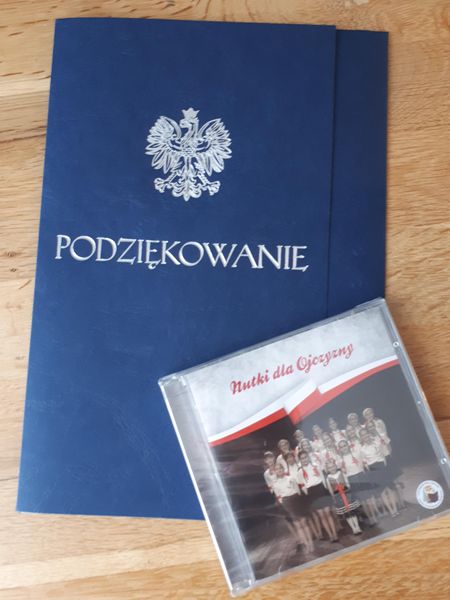 PODZIĘKOWANIE
Nutki dla Ojczyzny